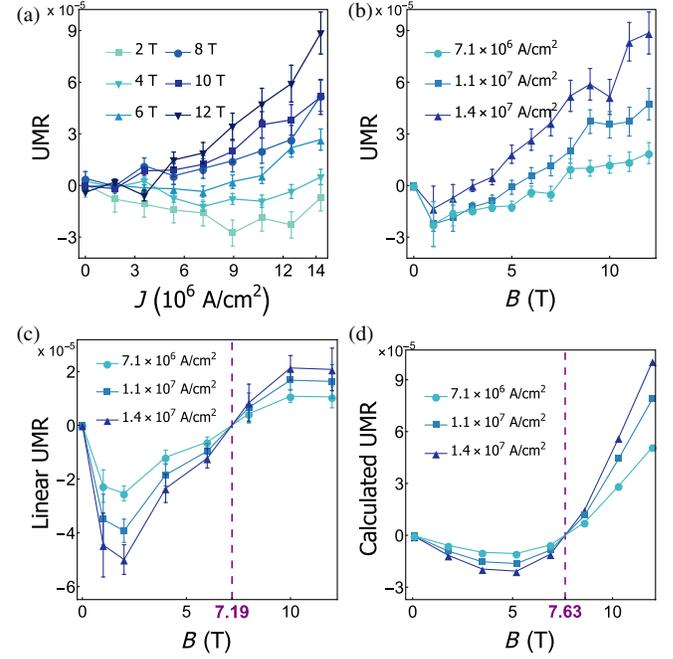 (a)
x 10⁻⁵
9
6
3
0
−3
UMR
2 T
8 T
4 T
10 T
6 T
12 T
0 3 6 9 12 14
J (10⁶ A/cm²)
(b)
x 10⁻⁵
9
6
3
0
−3
UMR
7.1 × 10⁶ A/cm²
1.1 × 10⁷ A/cm²
1.4 × 10⁷ A/cm²
0 5 10
B (T)
(c)
x 10⁻⁵
2
0
−2
−4
−6
Linear UMR
7.1 × 10⁶ A/cm²
1.1 × 10⁷ A/cm²
1.4 × 10⁷ A/cm²
0 5 7.19 10
B (T)
(d)
x 10⁻⁵
9
6
3
0
−3
Calculated UMR
7.1 × 10⁶ A/cm²
1.1 × 10⁷ A/cm²
1.4 × 10⁷ A/cm²
0 5 7.63 10
B (T)